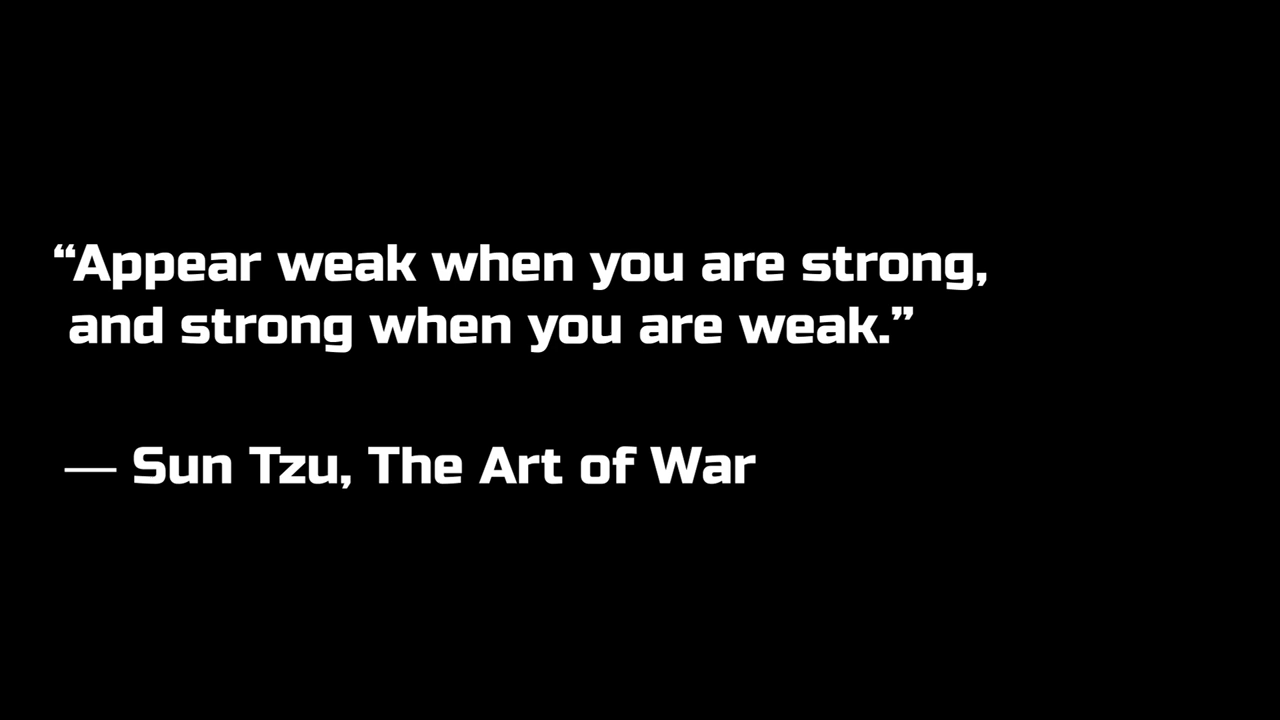 “Appear weak when you are strong,
and strong when you are weak.”
— Sun Tzu, The Art of War